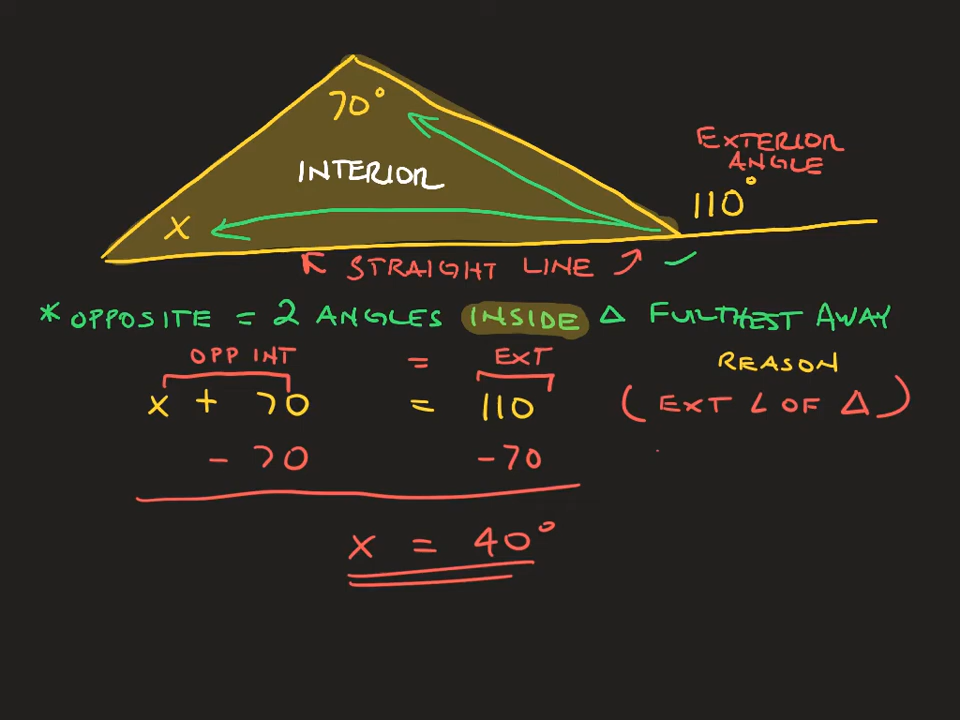 70°
EXTERIOR
ANGLE
INTERIOR
110°
x
STRAIGHT LINE
* OPPOSITE = 2 ANGLES INSIDE Δ FURTHEST AWAY
OPP INT = EXT REASON
x + 70 = 110 (EXT ∠ OF Δ)
- 70 -70
x = 40°